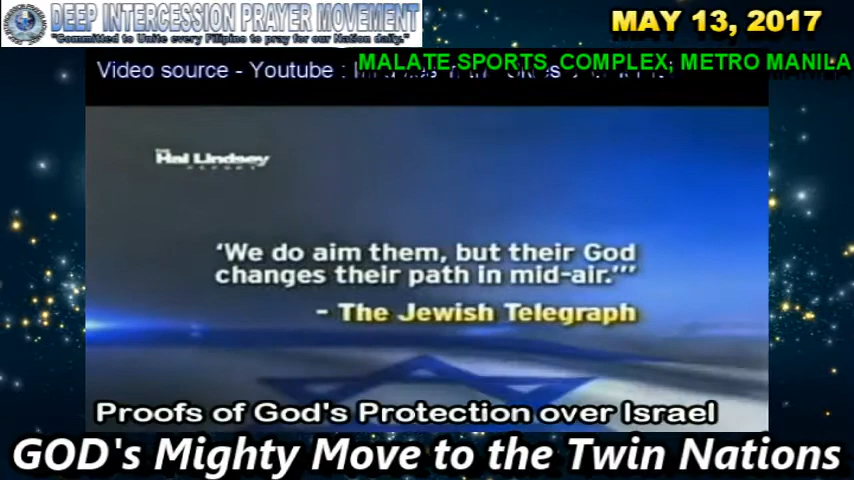 DEEP INTERCESSION PRAYER MOVEMENT
"Committed to Unite every Filipino to pray for our Nation daily."
MAY 13, 2017
MALATE SPORTS COMPLEX, METRO MANILA
Video source - Youtube :
THE
Hal Lindsey
REPORT
'We do aim them, but their God
changes their path in mid-air.'"
- The Jewish Telegraph
Proofs of God's Protection over Israel
GOD's Mighty Move to the Twin Nations